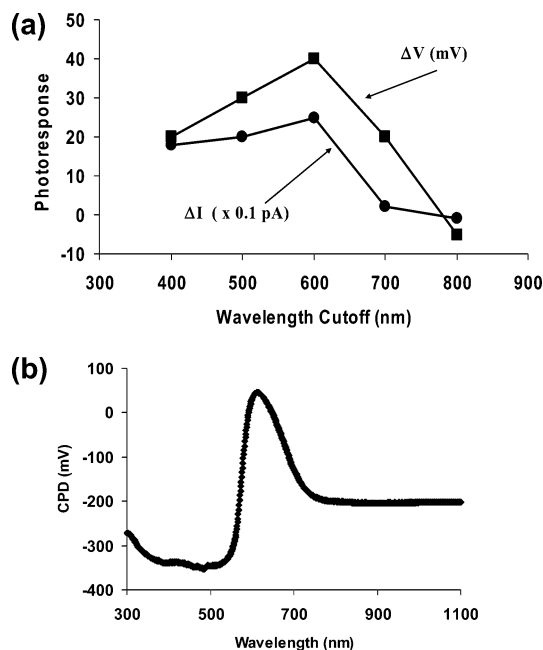 (a)
50
40
30
20
10
0
-10
Photoresponse
ΔV (mV)
ΔI ( x 0.1 pA)
300 400 500 600 700 800 900
Wavelength Cutoff (nm)
(b)
100
0
-100
-200
-300
-400
CPD (mV)
300 500 700 900 1100
Wavelength (nm)